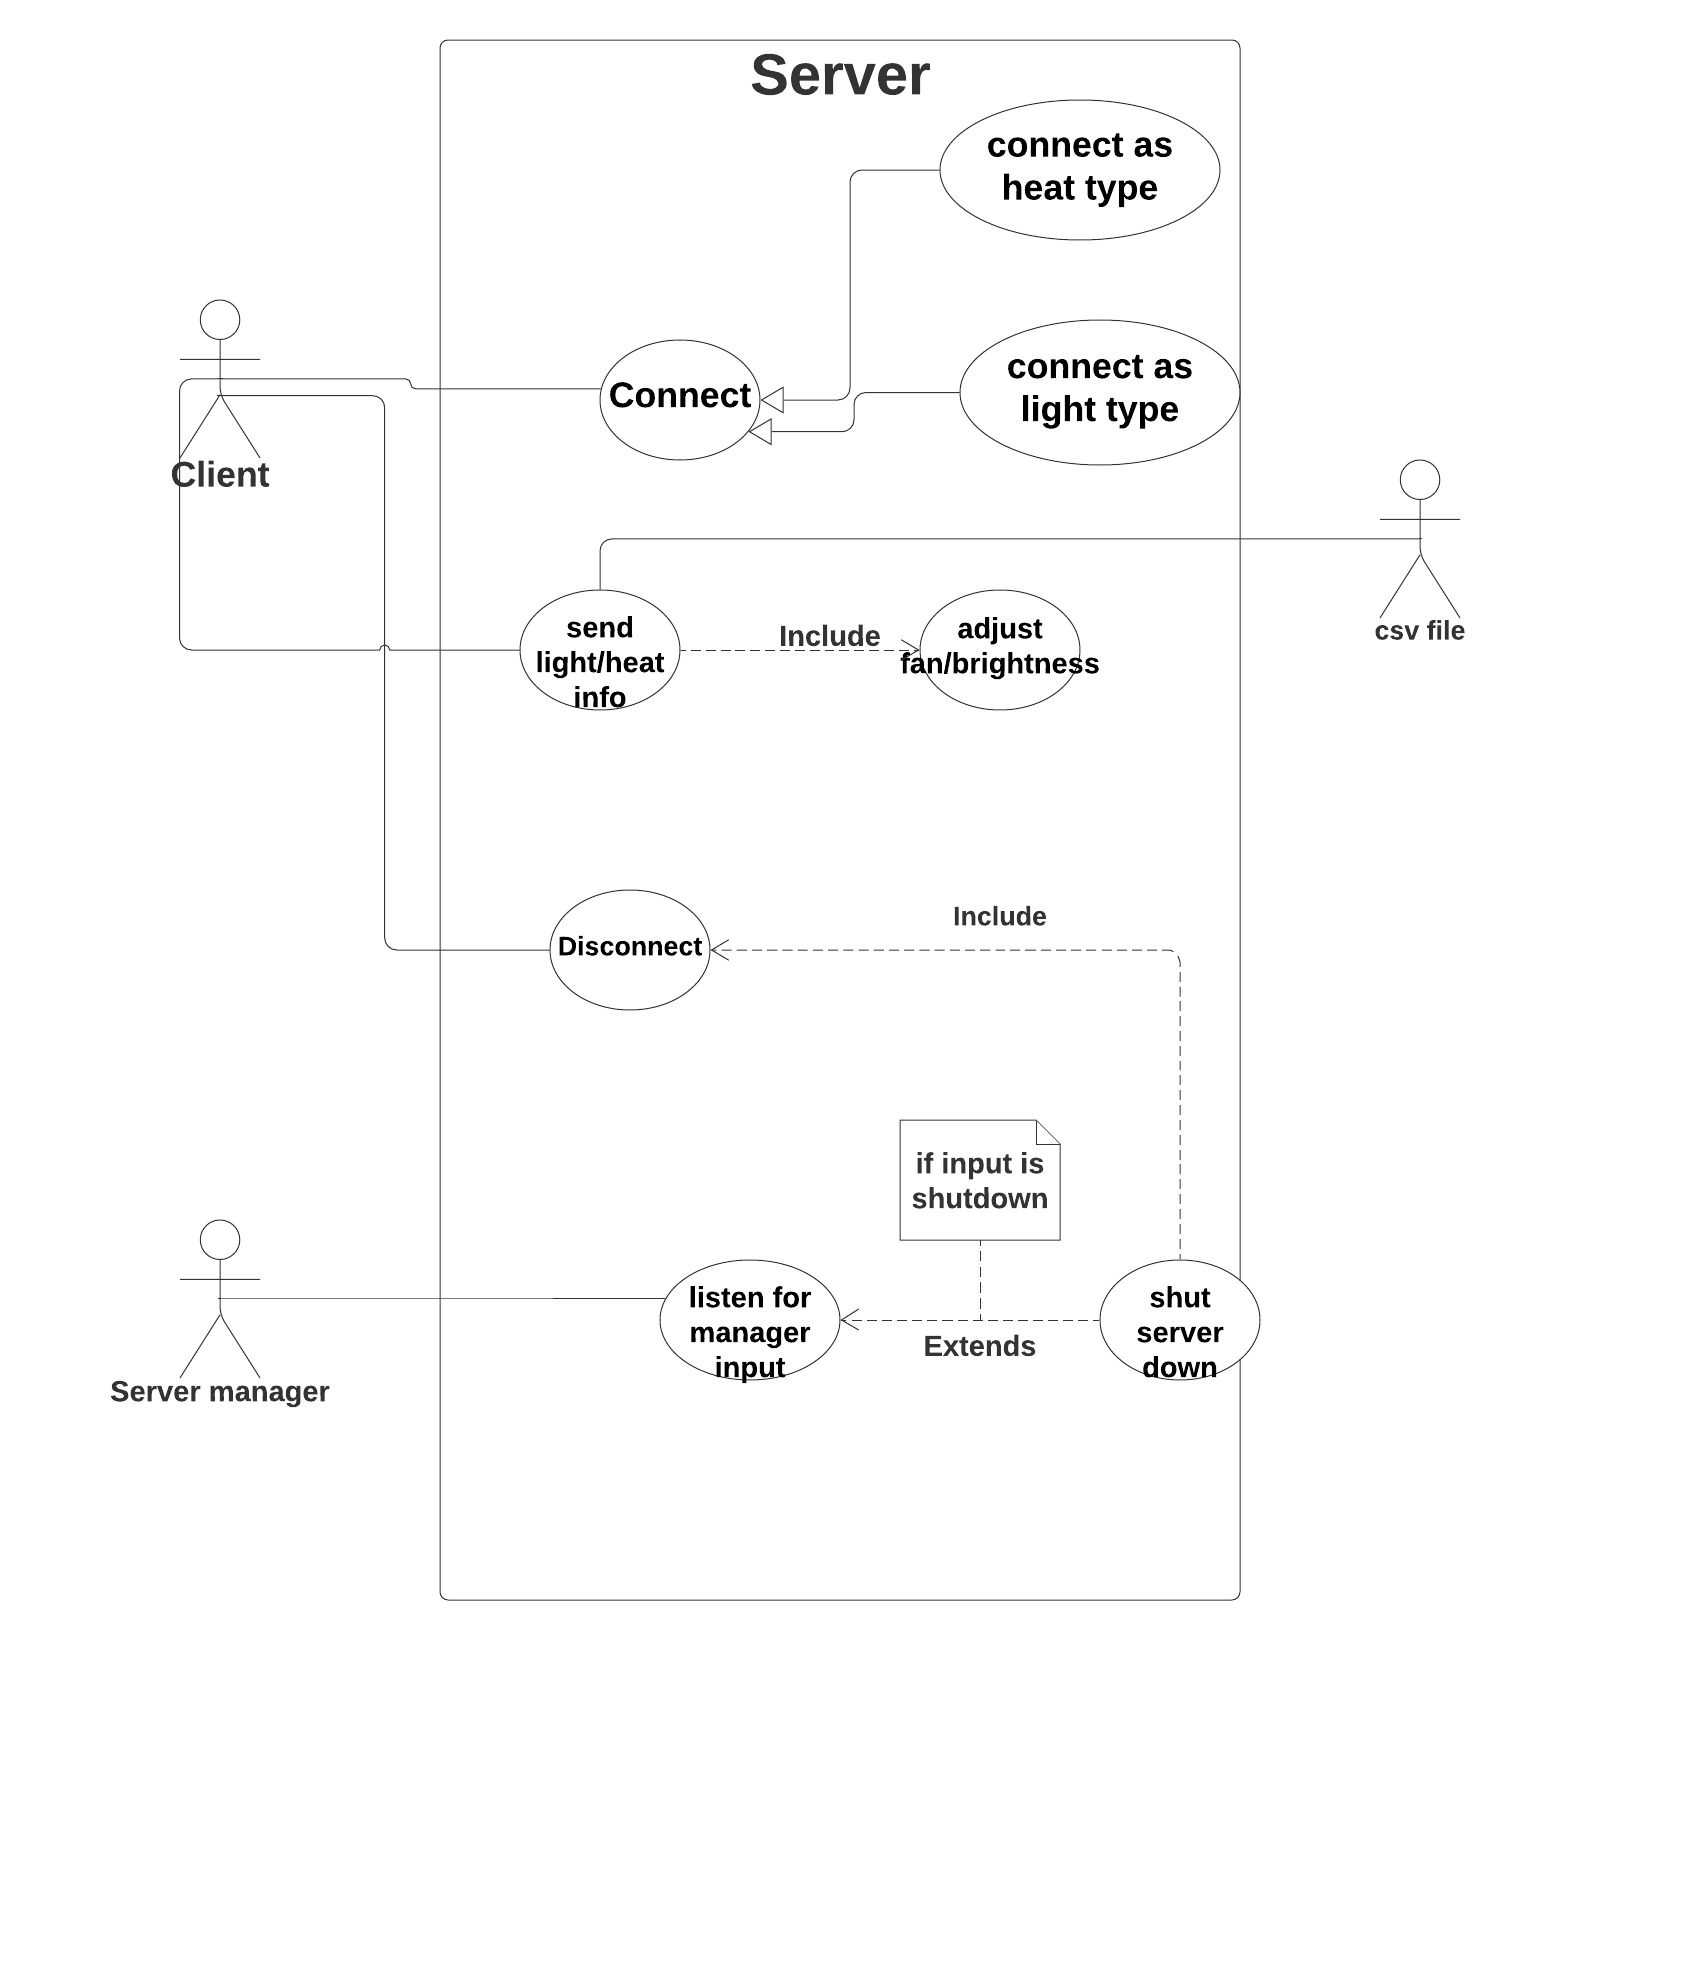 Server
connect as
heat type
connect as
light type
Connect
Client
csv file
send
light/heat
info
Include
adjust
fan/brightness
Disconnect
Include
if input is
shutdown
listen for
manager
input
Extends
shut
server
down
Server manager